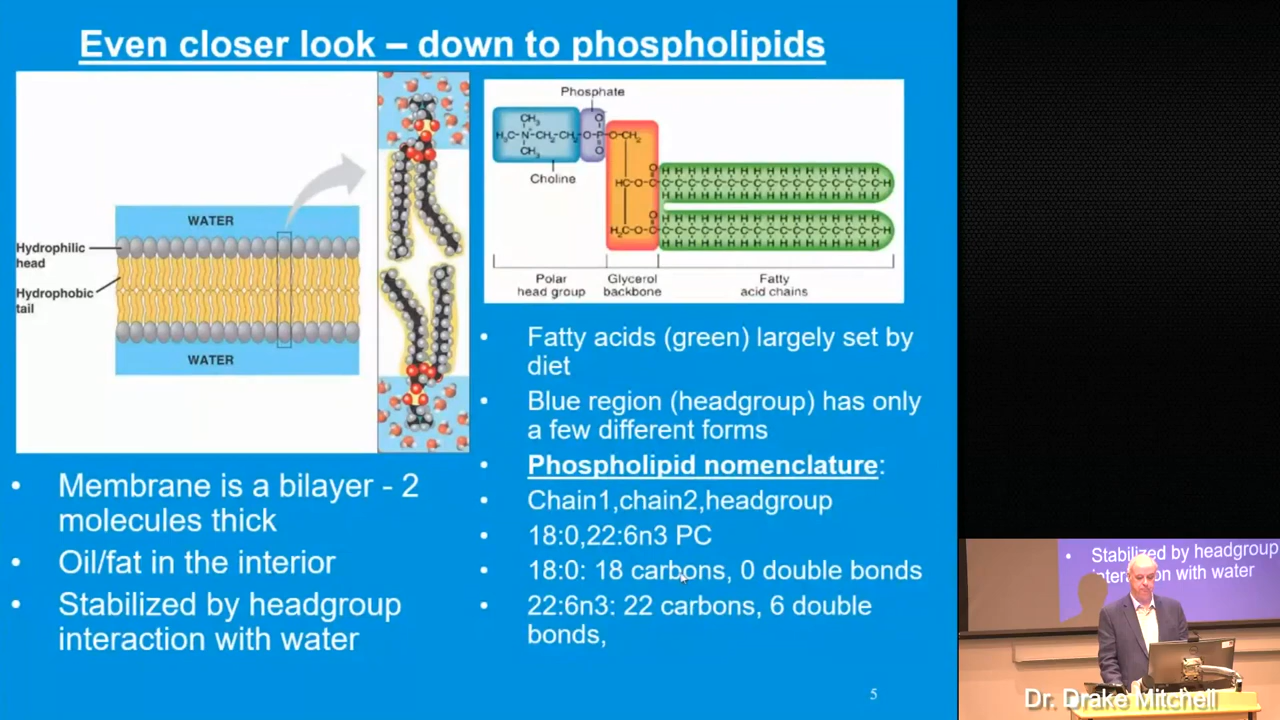 Even closer look – down to phospholipids
WATER
Hydrophilic
head
Hydrophobic
tail
WATER
Phosphate
CH₃
H₃C-N-CH₂-CH₂-O-P-O-CH₂
CH₃
Choline
HC-O-C
H₂C-O-C
Polar
head group
Glycerol
backbone
Fatty
acid chains
• Membrane is a bilayer - 2
molecules thick
• Oil/fat in the interior
• Stabilized by headgroup
interaction with water
• Fatty acids (green) largely set by
diet
• Blue region (headgroup) has only
a few different forms
• Phospholipid nomenclature:
• Chain1,chain2,headgroup
• 18:0,22:6n3 PC
• 18:0: 18 carbons, 0 double bonds
• 22:6n3: 22 carbons, 6 double
bonds,
5
• Stabilized by headgroup
interaction with water
Dr. Drake Mitchell